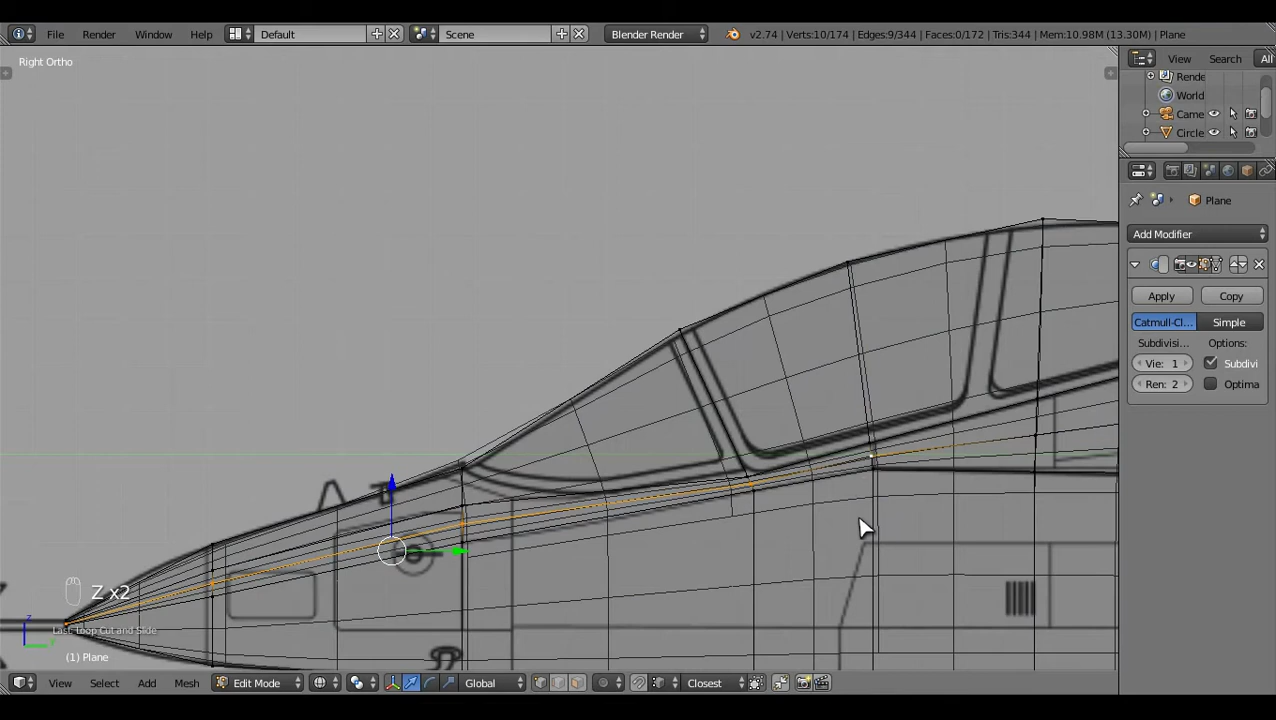 File Render Window Help Default Scene Blender Render v2.74 | Verts:10/174 | Edges:9/344 | Faces:0/172 | Tris:344 | Mem:10.98M (13.30M) | Plane
Right Ortho
View Search All
Rende
World
Came
Circle
Plane
Add Modifier
Apply Copy
Catmull-Cl... Simple
Subdivisi... Options:
Vie: 1 Subdivi
Ren: 2 Optima
Z x2
Last: Loop Cut and Slide
z
y
(1) Plane
View Select Add Mesh Edit Mode Global Closest